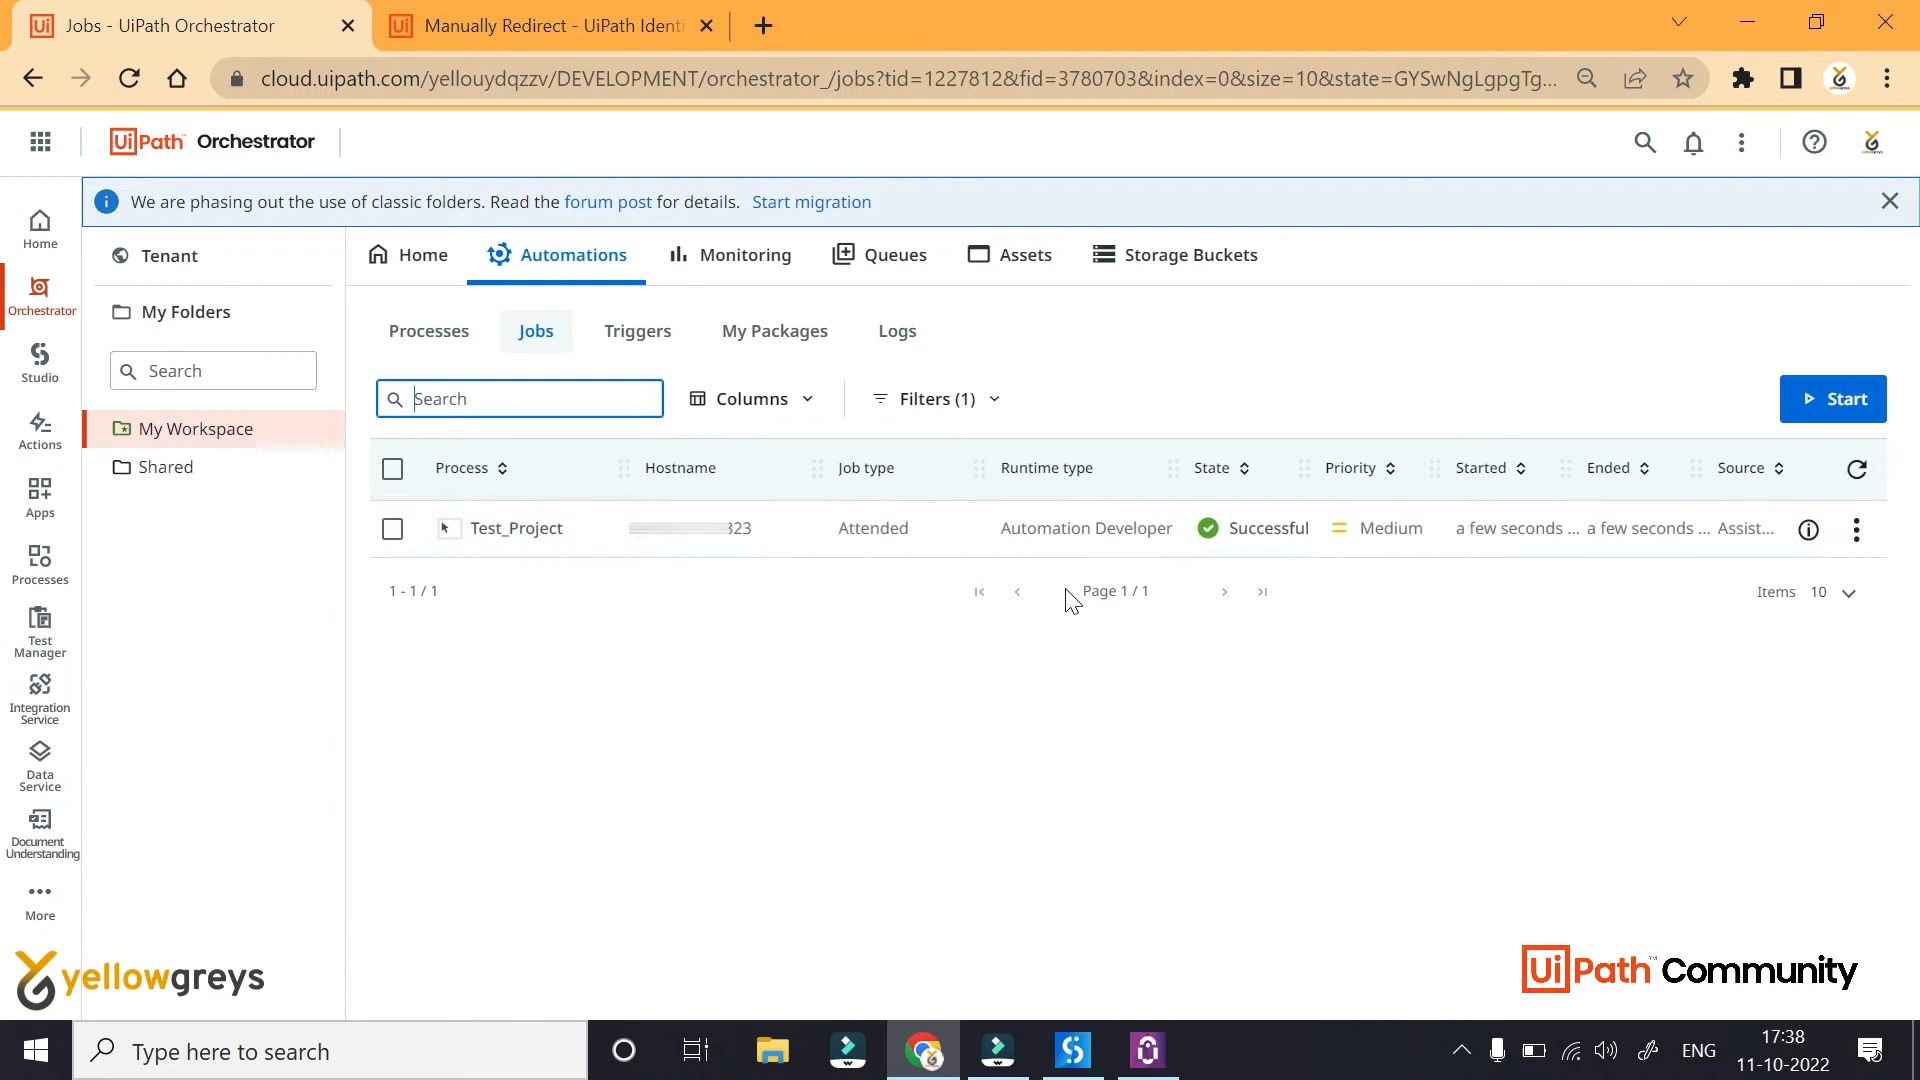 Jobs - UiPath Orchestrator
Manually Redirect - UiPath Identi
cloud.uipath.com/yellouydqzzv/DEVELOPMENT/orchestrator_/jobs?tid=1227812&fid=3780703&index=0&size=10&state=GYSwNgLgpgTg...
UiPath Orchestrator
We are phasing out the use of classic folders. Read the forum post for details. Start migration
Home
Orchestrator
Studio
Actions
Apps
Processes
Test
Manager
Integration
Service
Data
Service
Document
Understanding
More
Tenant
My Folders
Search
My Workspace
Shared
Home
Automations
Monitoring
Queues
Assets
Storage Buckets
Processes
Jobs
Triggers
My Packages
Logs
Search
Columns
Filters (1)
Start
Process
Hostname
Job type
Runtime type
State
Priority
Started
Ended
Source
Test_Project
323
Attended
Automation Developer
Successful
Medium
a few seconds ...
a few seconds ...
Assist...
1 - 1 / 1
Page 1 / 1
Items 10
yellowgreys
UiPath Community
Type here to search
ENG
17:38
11-10-2022